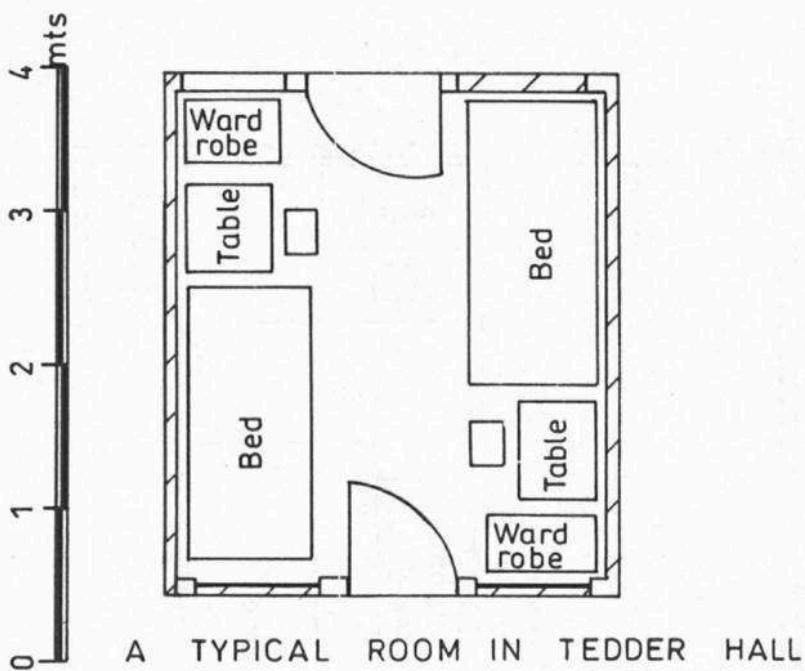 4 mts
3
2
1
0
Ward
robe
Table
Bed
Bed
Table
Ward
robe
A TYPICAL ROOM IN TEDDER HALL